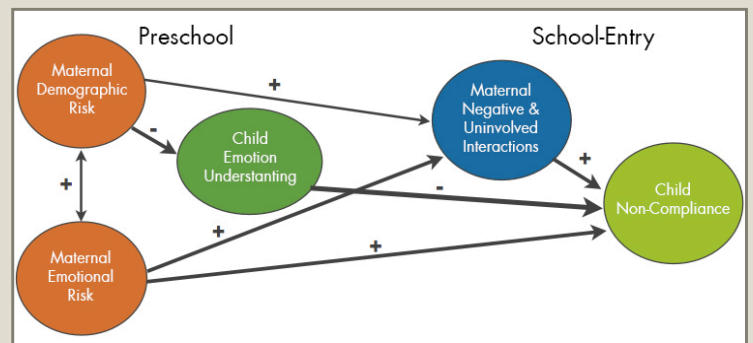 Preschool
School-Entry
Maternal
Demographic
Risk
+
Maternal
Negative &
Uninvolved
Interactions
-
Child
Emotion
Understanting
+
+
-
Child
Non-Compliance
+
+
Maternal
Emotional
Risk